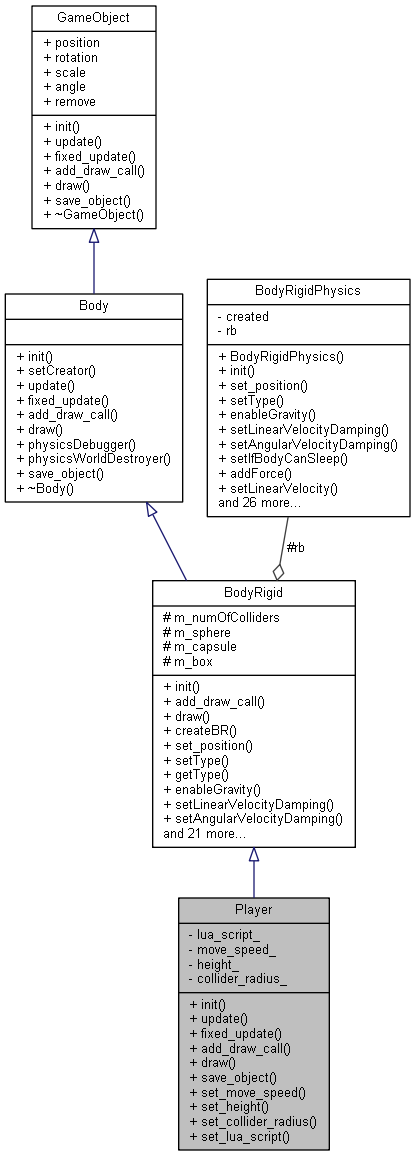 GameObject
+ position
+ rotation
+ scale
+ angle
+ remove
+ init()
+ update()
+ fixed_update()
+ add_draw_call()
+ draw()
+ save_object()
+ ~GameObject()
Body
+ init()
+ setCreator()
+ update()
+ fixed_update()
+ add_draw_call()
+ draw()
+ physicsDebugger()
+ physicsWorldDestroyer()
+ save_object()
+ ~Body()
BodyRigidPhysics
- created
- rb
+ BodyRigidPhysics()
+ init()
+ set_position()
+ setType()
+ enableGravity()
+ setLinearVelocityDamping()
+ setAngularVelocityDamping()
+ setIfBodyCanSleep()
+ addForce()
+ setLinearVelocity()
and 26 more...
#rb
BodyRigid
# m_numOfColliders
# m_sphere
# m_capsule
# m_box
+ init()
+ add_draw_call()
+ draw()
+ createBR()
+ set_position()
+ setType()
+ getType()
+ enableGravity()
+ setLinearVelocityDamping()
+ setAngularVelocityDamping()
and 21 more...
Player
- lua_script_
- move_speed_
- height_
- collider_radius_
+ init()
+ update()
+ fixed_update()
+ add_draw_call()
+ draw()
+ save_object()
+ set_move_speed()
+ set_height()
+ set_collider_radius()
+ set_lua_script()